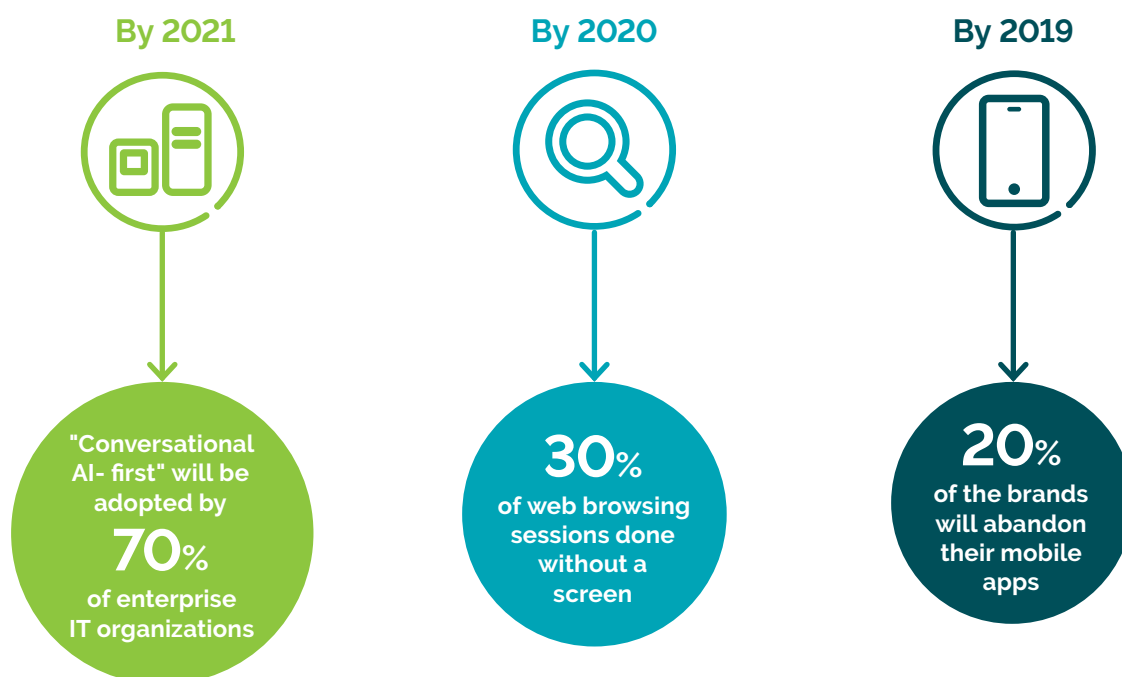 By 2021
"Conversational
AI- first" will be
adopted by
70%
of enterprise
IT organizations
By 2020
30%
of web browsing
sessions done
without a
screen
By 2019
20%
of the brands
will abandon
their mobile
apps